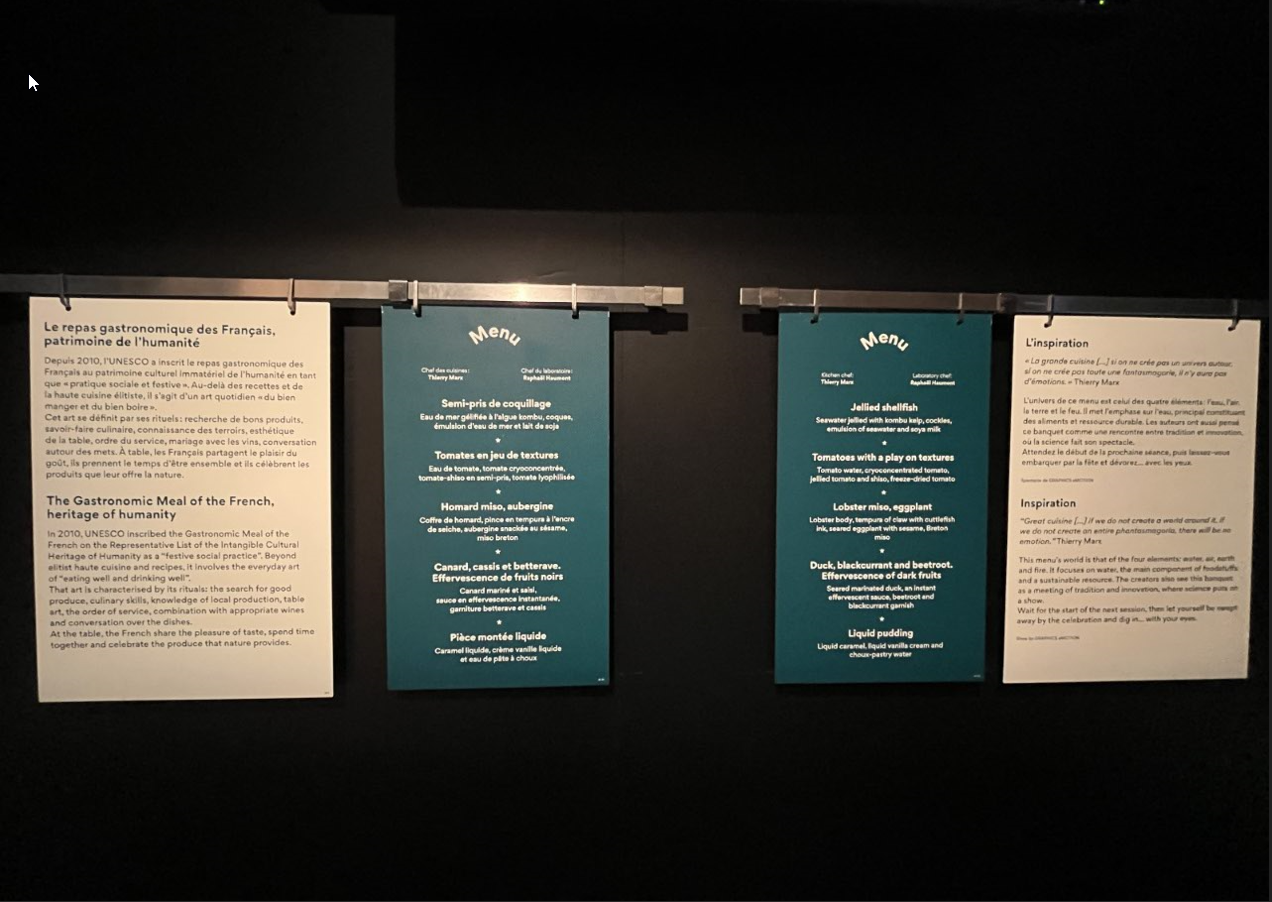 Le repas gastronomique des Français,
patrimoine de l'humanité
Depuis 2010, l'UNESCO a inscrit le repas gastronomique des
Français au patrimoine culturel immatériel de l'humanité en tant
que « pratique sociale et festive ». Au-delà des recettes et de
la haute cuisine élitiste, il s'agit d'un art quotidien « du bien
manger et du bien boire ».
Cet art se définit par ses rituels : recherche de bons produits,
savoir-faire culinaire, connaissance des terroirs, esthétique
de la table, ordre du service, mariage avec les vins, conversation
autour des mets. À table, les Français partagent le plaisir du
goût, ils prennent le temps d'être ensemble et ils célèbrent les
produits que leur offre la nature.
The Gastronomic Meal of the French,
heritage of humanity
In 2010, UNESCO inscribed the Gastronomic Meal of the
French on the Representative List of the Intangible Cultural
Heritage of Humanity as a "festive social practice". Beyond
elitist haute cuisine and recipes, it involves the everyday art
of "eating well and drinking well".
That art is characterised by its rituals: the search for good
produce, culinary skills, knowledge of local production, table
art, the order of service, combination with appropriate wines
and conversation over the dishes.
At the table, the French share the pleasure of taste, spend time
together and celebrate the produce that nature provides.
Menu
Chef des cuisines :
Thierry Marx
Chef du laboratoire :
Raphaël Haumont
Semi-pris de coquillage
Eau de mer gélifiée à l'algue kombu, coques,
émulsion d'eau de mer et lait de soja
Tomates en jeu de textures
Eau de tomate, tomate cryoconcentrée,
tomate-shiso en semi-pris, tomate lyophilisée
Homard miso, aubergine
Coffre de homard, pince en tempura à l'encre
de seiche, aubergine snackée au sésame,
miso breton
Canard, cassis et betterave.
Effervescence de fruits noirs
Canard mariné et saisi,
sauce en effervescence instantanée,
garniture betterave et cassis
Pièce montée liquide
Caramel liquide, crème vanille liquide
et eau de pâte à choux
Menu
Kitchen chef:
Thierry Marx
Laboratory chef:
Raphaël Haumont
Jellied shellfish
Seawater jellied with kombu kelp, cockles,
emulsion of seawater and soya milk
Tomatoes with a play on textures
Tomato water, cryoconcentrated tomato,
jellied tomato and shiso, freeze-dried tomato
Lobster miso, eggplant
Lobster body, tempura of claw with cuttlefish
ink, seared eggplant with sesame, Breton
miso
Duck, blackcurrant and beetroot.
Effervescence of dark fruits
Seared marinated duck, an instant
effervescent sauce, beetroot and
blackcurrant garnish
Liquid pudding
Liquid caramel, liquid vanilla cream and
choux-pastry water
L'inspiration
« La grande cuisine [...] si on ne crée pas un univers autour,
si on ne crée pas toute une fantasmagorie, il n'y aura pas
d'émotions. » Thierry Marx
L'univers de ce menu est celui des quatre éléments : l'eau, l'air,
la terre et le feu. Il met l'emphase sur l'eau, principal constituant
des aliments et ressource durable. Les auteurs ont aussi pensé
ce banquet comme une rencontre entre tradition et innovation,
où la science fait son spectacle.
Attendez le début de la prochaine séance, puis laissez-vous
embarquer par la fête et dévorez... avec les yeux.
Spectacle de GRAPHICS eMOTION
Inspiration
"Great cuisine [...] if we do not create a world around it, if
we do not create an entire phantasmagoria, there will be no
emotion." Thierry Marx
This menu's world is that of the four elements: water, air, earth
and fire. It focuses on water, the main component of foodstuffs
and a sustainable resource. The creators also see this banquet
as a meeting of tradition and innovation, where science puts on
a show.
Wait for the start of the next session, then let yourself be swept
away by the celebration and dig in... with your eyes.
Show by GRAPHICS eMOTION